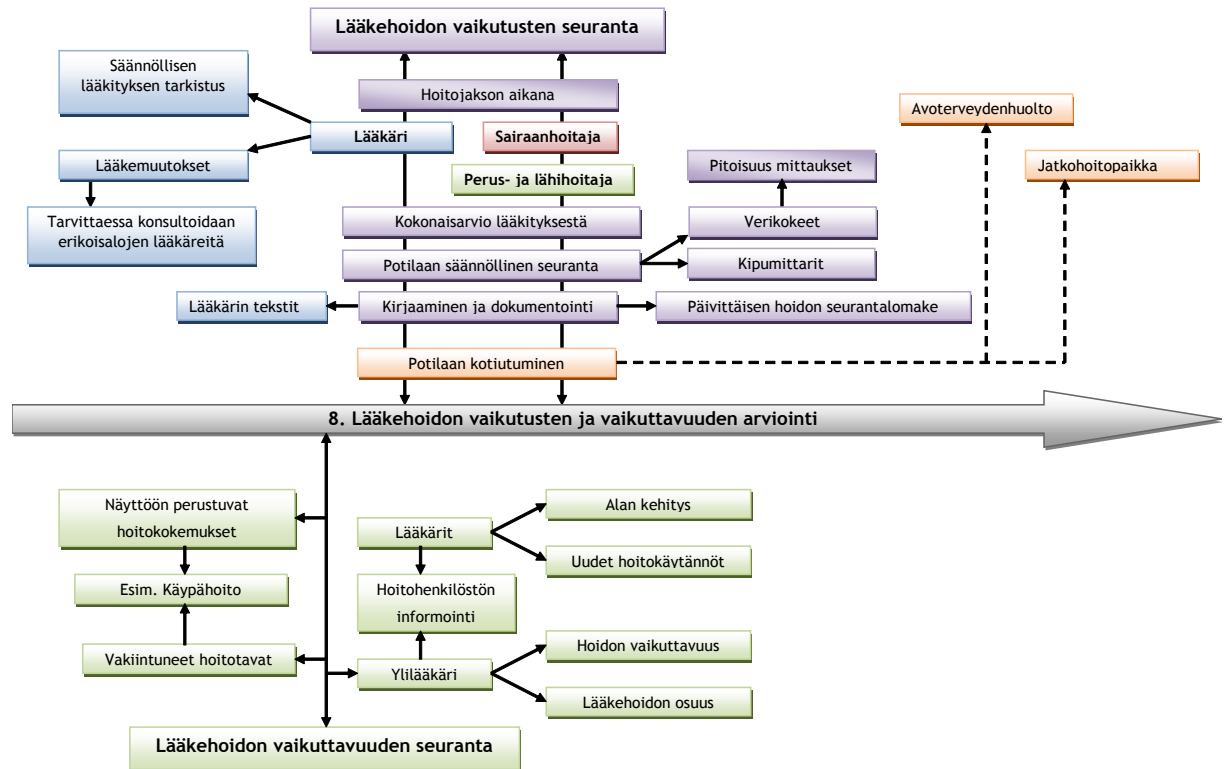 Lääkehoidon vaikutusten seuranta
Säännöllisen
lääkityksen tarkistus
Hoitojakson aikana
Avoterveydenhuolto
Lääkäri
Sairaanhoitaja
Lääkemuutokset
Perus- ja lähihoitaja
Pitoisuus mittaukset
Jatkohoitopaikka
Tarvittaessa konsultoidaan
erikoisalojen lääkäreitä
Kokonaisarvio lääkityksestä
Verikokeet
Potilaan säännöllinen seuranta
Kipumittarit
Lääkärin tekstit
Kirjaaminen ja dokumentointi
Päivittäisen hoidon seurantalomake
Potilaan kotiutuminen
8. Lääkehoidon vaikutusten ja vaikuttavuuden arviointi
Näyttöön perustuvat
hoitokokemukset
Lääkärit
Alan kehitys
Uudet hoitokäytännöt
Esim. Käypähoito
Hoitohenkilöstön
informointi
Vakiintuneet hoitotavat
Ylilääkäri
Hoidon vaikuttavuus
Lääkehoidon osuus
Lääkehoidon vaikuttavuuden seuranta